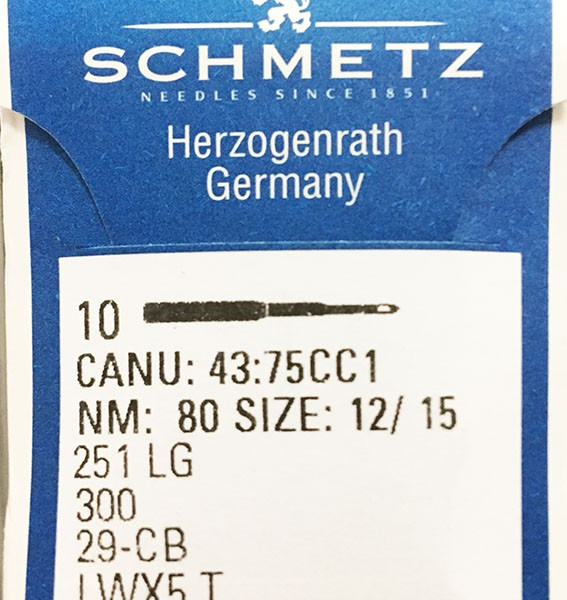 SCHMETZ
NEEDLES SINCE 1851
Herzogenrath
Germany
10
CANU: 43:75CC1
NM: 80 SIZE: 12/ 15
251 LG
300
29-CB
LWX5 T